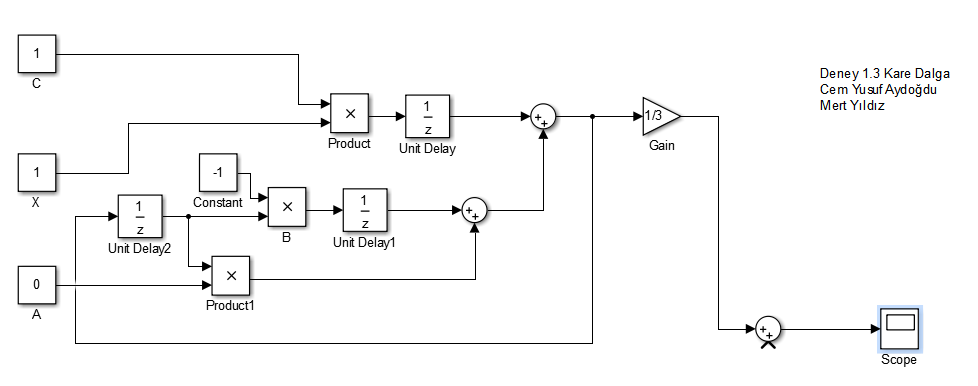 1
C
Deney 1.3 Kare Dalga
Cem Yusuf Aydoğdu
Mert Yıldız
×
Product
1
z
Unit Delay
+
+
1/3
Gain
1
X
-1
Constant
×
B
1
z
Unit Delay1
+
+
1
z
Unit Delay2
×
Product1
0
A
+
+
Scope